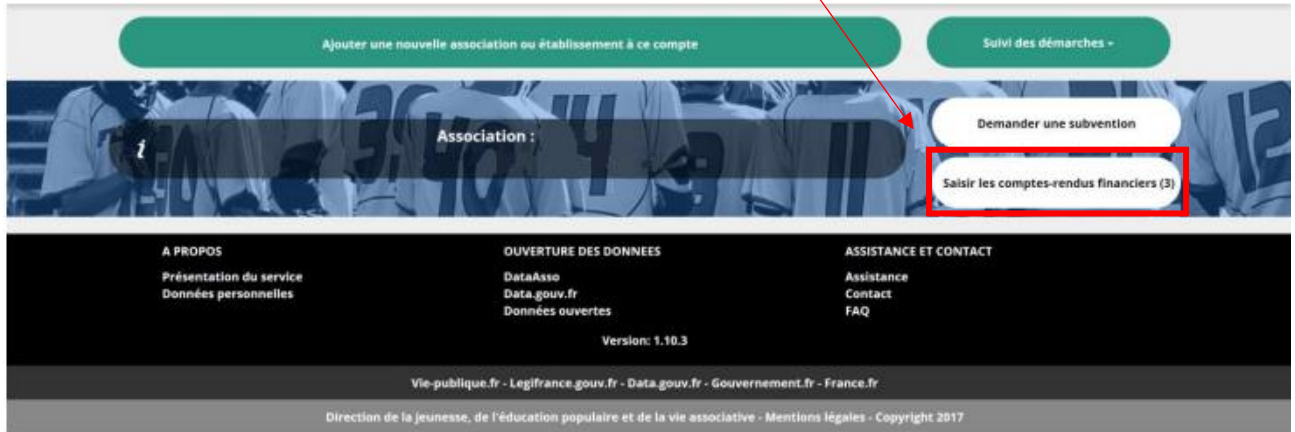 Ajouter une nouvelle association ou établissement à ce compte
Suivi des démarches
i
Association :
Demander une subvention
Saisir les comptes-rendus financiers (3)
A PROPOS
Présentation du service
Données personnelles
OUVERTURE DES DONNEES
DataAsso
Data.gouv.fr
Données ouvertes
ASSISTANCE ET CONTACT
Assistance
Contact
FAQ
Version: 1.10.3
Vie-publique.fr - Legifrance.gouv.fr - Data.gouv.fr - Gouvernement.fr - France.fr
Direction de la jeunesse, de l'éducation populaire et de la vie associative - Mentions légales - Copyright 2017